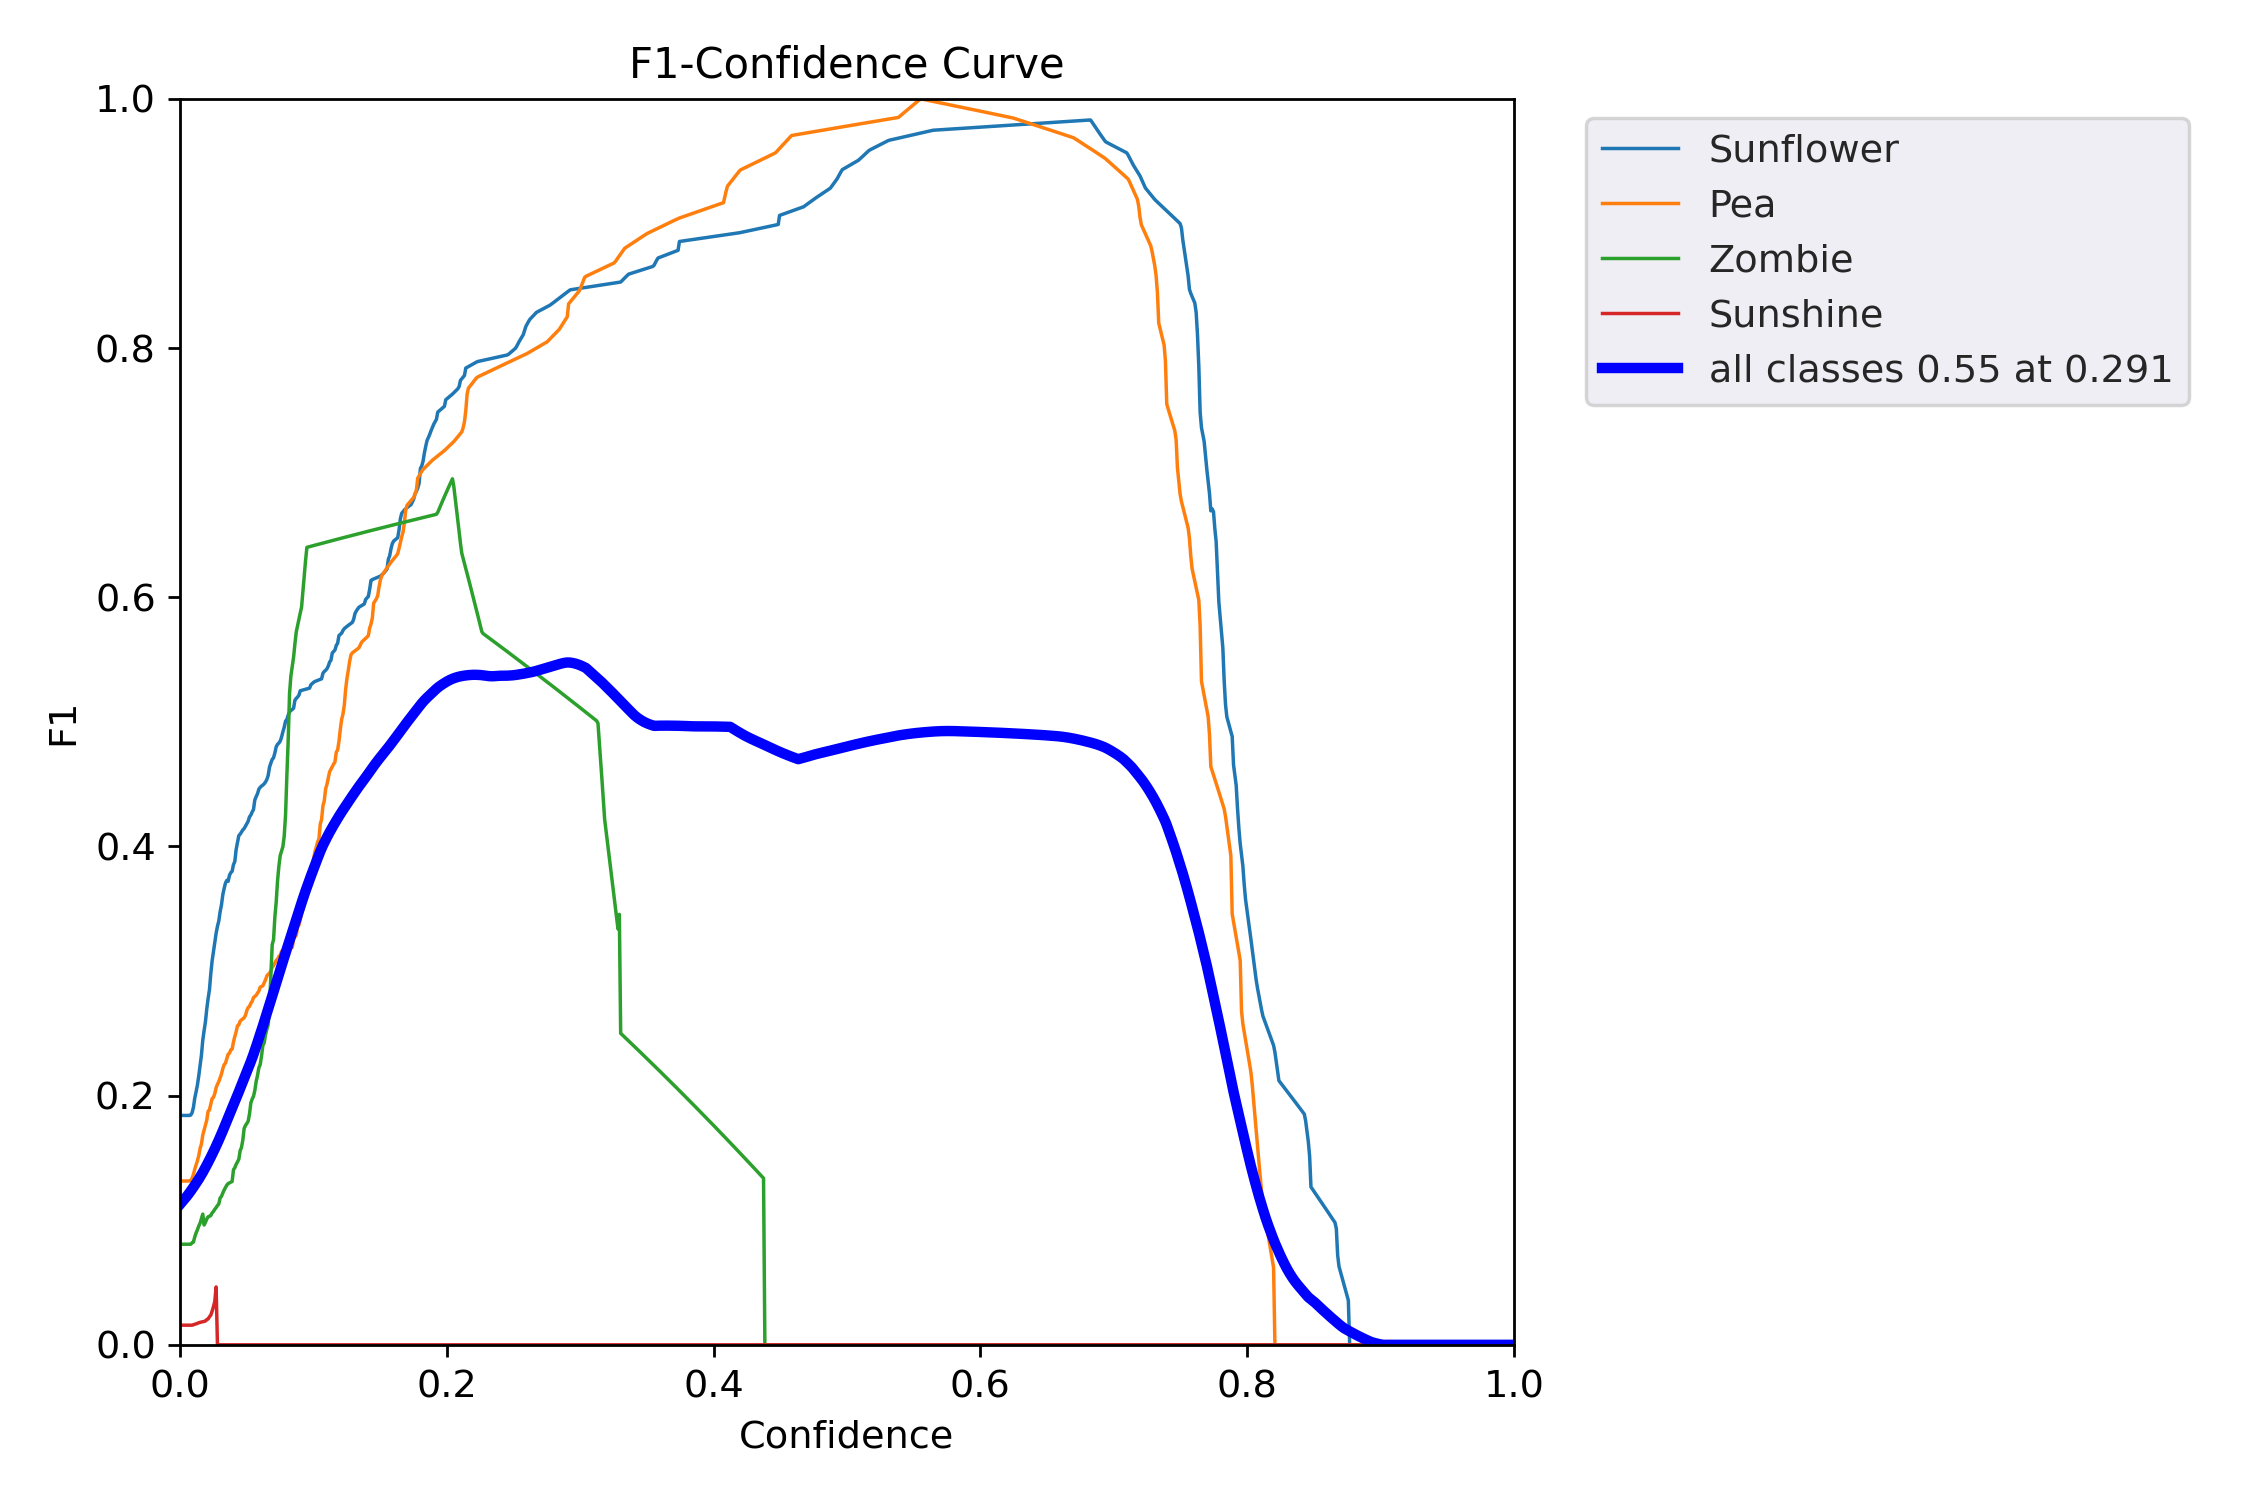 F1-Confidence Curve
1.0
0.8
0.6
0.4
0.2
0.0
F1
0.0 0.2 0.4 0.6 0.8 1.0
Confidence
Sunflower
Pea
Zombie
Sunshine
all classes 0.55 at 0.291